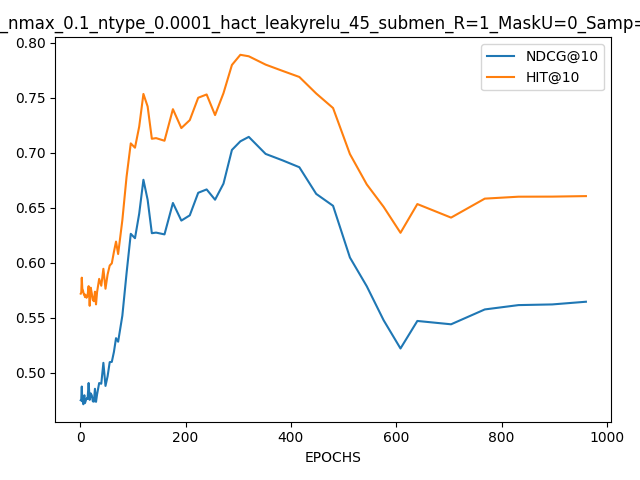 _nmax_0.1_ntype_0.0001_hact_leakyrelu_45_submen_R=1_MaskU=0_Samp=
NDCG@10
HIT@10
0.80
0.75
0.70
0.65
0.60
0.55
0.50
0 200 400 600 800 1000
EPOCHS